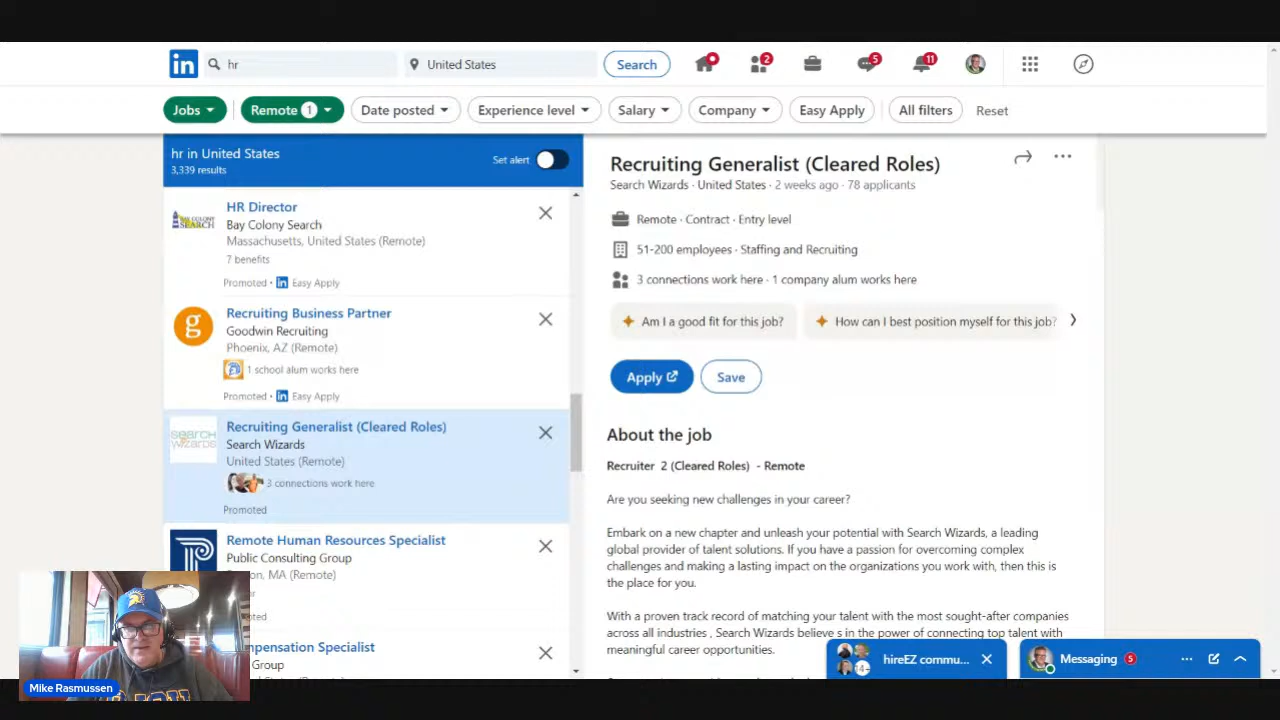 in
hr
United States
Search
2
5
11
Jobs
Remote 1
Date posted
Experience level
Salary
Company
Easy Apply
All filters
Reset
hr in United States
3,339 results
Set alert
HR Director
Bay Colony Search
Massachusetts, United States (Remote)
7 benefits
Promoted · in Easy Apply
BAY COLONY
SEARCH
Recruiting Business Partner
Goodwin Recruiting
Phoenix, AZ (Remote)
1 school alum works here
Promoted · in Easy Apply
g
Recruiting Generalist (Cleared Roles)
Search Wizards
United States (Remote)
3 connections work here
Promoted
search
wizards
Remote Human Resources Specialist
Public Consulting Group
n, MA (Remote)
pensation Specialist
Group
Mike Rasmussen
Recruiting Generalist (Cleared Roles)
Search Wizards · United States · 2 weeks ago · 78 applicants
Remote · Contract · Entry level
51-200 employees · Staffing and Recruiting
3 connections work here · 1 company alum works here
Am I a good fit for this job?
How can I best position myself for this job?
Apply
Save
About the job
Recruiter 2 (Cleared Roles) - Remote
Are you seeking new challenges in your career?
Embark on a new chapter and unleash your potential with Search Wizards, a leading
global provider of talent solutions. If you have a passion for overcoming complex
challenges and making a lasting impact on the organizations you work with, then this is
the place for you.
With a proven track record of matching your talent with the most sought-after companies
across all industries , Search Wizards believe s in the power of connecting top talent with
meaningful career opportunities.
hireEZ commu...
Messaging 5